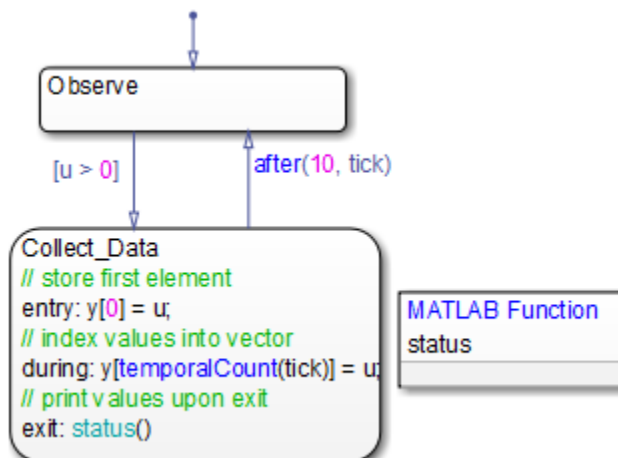 Observe
[u > 0]
after(10, tick)
Collect_Data
// store first element
entry: y[0] = u;
// index values into vector
during: y[temporalCount(tick)] = u;
// print values upon exit
exit: status()
MATLAB Function
status